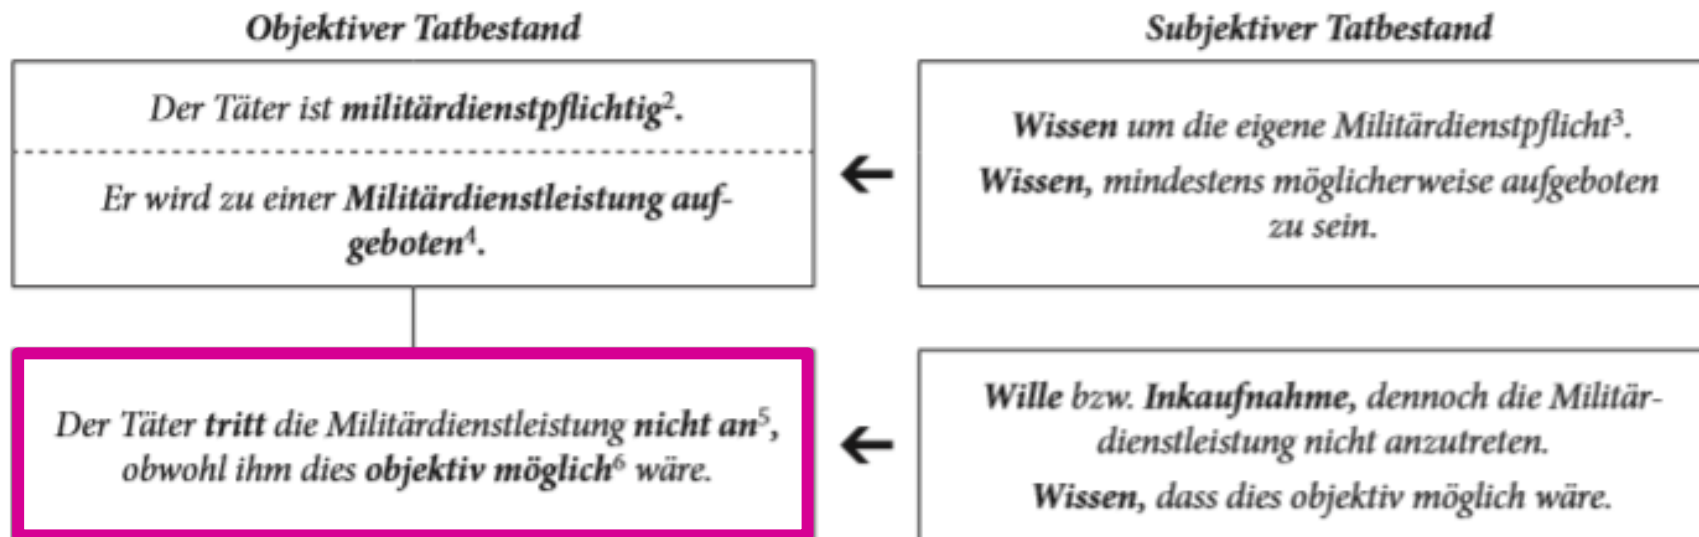 Objektiver Tatbestand
Der Täter ist militärdienstpflichtig².
Er wird zu einer Militärdienstleistung auf-
geboten⁴.
Der Täter tritt die Militärdienstleistung nicht an⁵,
obwohl ihm dies objektiv möglich⁶ wäre.
Subjektiver Tatbestand
Wissen um die eigene Militärdienstpflicht³.
Wissen, mindestens möglicherweise aufgeboten
zu sein.
Wille bzw. Inkaufnahme, dennoch die Militär-
dienstleistung nicht anzutreten.
Wissen, dass dies objektiv möglich wäre.